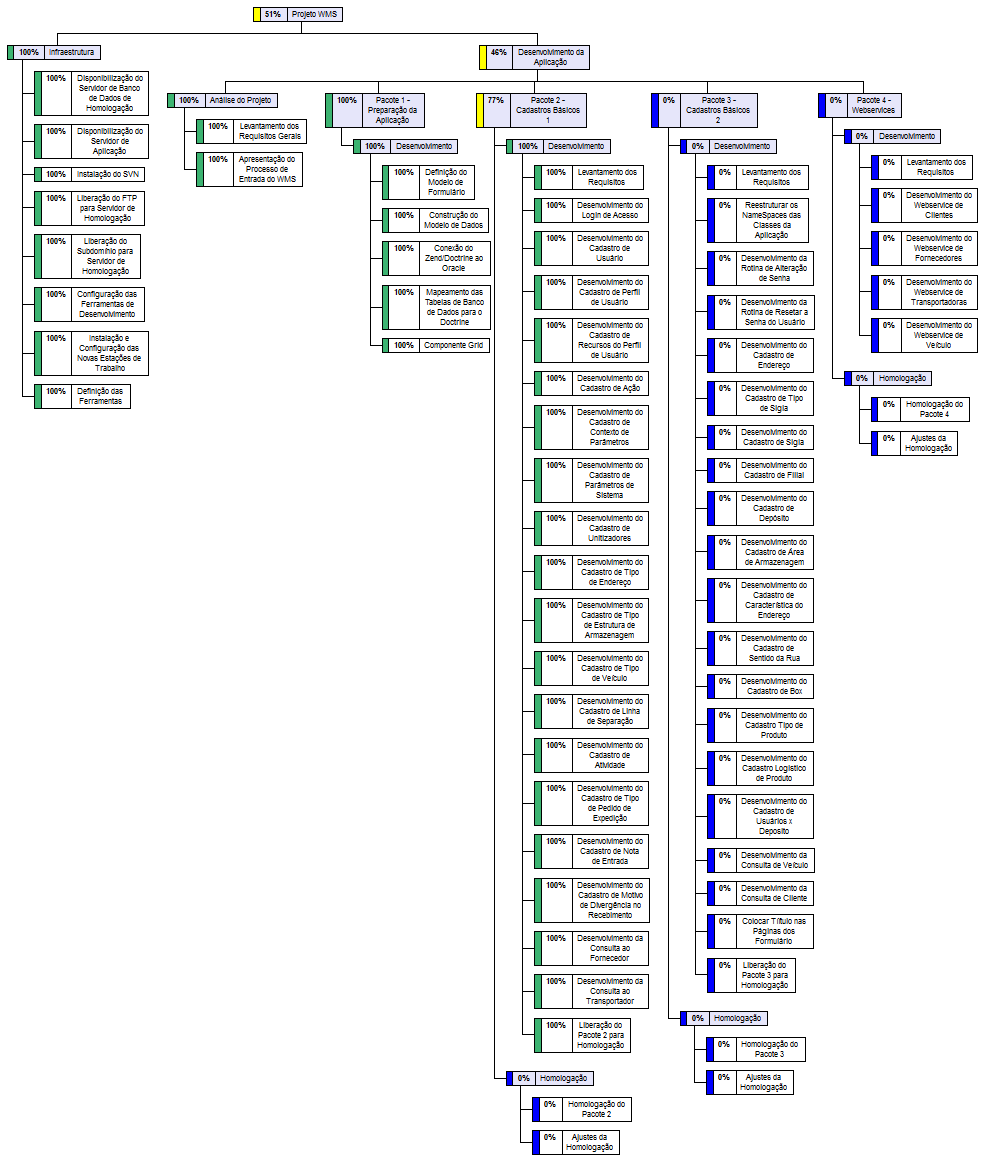 51% Projeto WMS
100% Infraestrutura
100% Disponibilização do
Servidor de Banco
de Dados de
Homologação
100% Disponibilização do
Servidor de
Aplicação
100% Instalação do SVN
100% Liberação do FTP
para Servidor de
Homologação
100% Liberação do
Subdomínio para
Servidor de
Homologação
100% Configuração das
Ferramentas de
Desenvolvimento
100% Instalação e
Configuração das
Novas Estações de
Trabalho
100% Definição das
Ferramentas
46% Desenvolvimento da
Aplicação
100% Análise do Projeto
100% Levantamento dos
Requisitos Gerais
100% Apresentação do
Processo de
Entrada do WMS
100% Pacote 1 -
Preparação da
Aplicação
100% Desenvolvimento
100% Definição do
Modelo de
Formulário
100% Construção do
Modelo de Dados
100% Conexão do
Zend/Doctrine ao
Oracle
100% Mapeamento das
Tabelas de Banco
de Dados para o
Doctrine
100% Componente Grid
77% Pacote 2 -
Cadastros Básicos
1
100% Desenvolvimento
100% Levantamento dos
Requisitos
100% Desenvolvimento do
Login de Acesso
100% Desenvolvimento do
Cadastro de
Usuário
100% Desenvolvimento do
Cadastro de Perfil
de Usuário
100% Desenvolvimento do
Cadastro de
Recursos do Perfil
de Usuário
100% Desenvolvimento do
Cadastro de Ação
100% Desenvolvimento do
Cadastro de
Contexto de
Parâmetros
100% Desenvolvimento do
Cadastro de
Parâmetros de
Sistema
100% Desenvolvimento do
Cadastro de
Unitizadores
100% Desenvolvimento do
Cadastro de Tipo
de Endereço
100% Desenvolvimento do
Cadastro de Tipo
de Estrutura de
Armazenagem
100% Desenvolvimento do
Cadastro de Tipo
de Veículo
100% Desenvolvimento do
Cadastro de Linha
de Separação
100% Desenvolvimento do
Cadastro de
Atividade
100% Desenvolvimento do
Cadastro de Tipo
de Pedido de
Expedição
100% Desenvolvimento do
Cadastro de Nota
de Entrada
100% Desenvolvimento do
Cadastro de Motivo
de Divergência no
Recebimento
100% Desenvolvimento da
Consulta ao
Fornecedor
100% Desenvolvimento da
Consulta ao
Transportador
100% Liberação do
Pacote 2 para
Homologação
0% Homologação
0% Homologação do
Pacote 2
0% Ajustes da
Homologação
0% Pacote 3 -
Cadastros Básicos
2
0% Desenvolvimento
0% Levantamento dos
Requisitos
0% Reestruturar os
NameSpaces das
Classes da
Aplicação
0% Desenvolvimento da
Rotina de Alteração
de Senha
0% Desenvolvimento da
Rotina de Resetar a
Senha do Usuário
0% Desenvolvimento do
Cadastro de
Endereço
0% Desenvolvimento do
Cadastro de Tipo
de Sigla
0% Desenvolvimento do
Cadastro de Sigla
0% Desenvolvimento do
Cadastro de Filial
0% Desenvolvimento do
Cadastro de
Depósito
0% Desenvolvimento do
Cadastro de Área
de Armazenagem
0% Desenvolvimento do
Cadastro de
Característica do
Endereço
0% Desenvolvimento do
Cadastro de
Sentido da Rua
0% Desenvolvimento do
Cadastro de Box
0% Desenvolvimento do
Cadastro Tipo de
Produto
0% Desenvolvimento do
Cadastro Logístico
de Produto
0% Desenvolvimento do
Cadastro de
Usuários x
Deposito
0% Desenvolvimento da
Consulta de Veículo
0% Desenvolvimento da
Consulta de Cliente
0% Colocar Título nas
Páginas dos
Formulário
0% Liberação do
Pacote 3 para
Homologação
0% Homologação
0% Homologação do
Pacote 3
0% Ajustes da
Homologação
0% Pacote 4 -
Webservices
0% Desenvolvimento
0% Levantamento dos
Requisitos
0% Desenvolvimento do
Webservice de
Clientes
0% Desenvolvimento do
Webservice de
Fornecedores
0% Desenvolvimento do
Webservice de
Transportadoras
0% Desenvolvimento do
Webservice de
Veículo
0% Homologação
0% Homologação do
Pacote 4
0% Ajustes da
Homologação